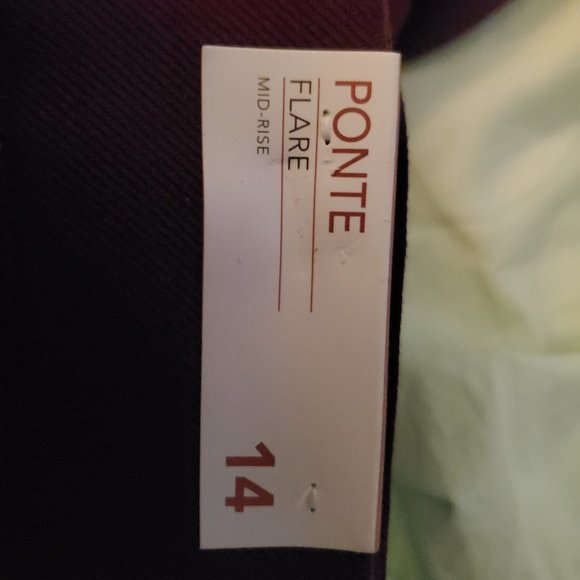 PONTE
FLARE
MID-RISE
14